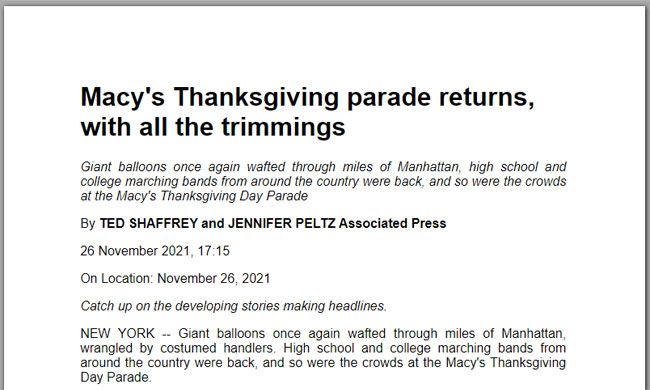 Macy's Thanksgiving parade returns,
with all the trimmings
Giant balloons once again wafted through miles of Manhattan, high school and
college marching bands from around the country were back, and so were the crowds
at the Macy's Thanksgiving Day Parade
By TED SHAFFREY and JENNIFER PELTZ Associated Press
26 November 2021, 17:15
On Location: November 26, 2021
Catch up on the developing stories making headlines.
NEW YORK -- Giant balloons once again wafted through miles of Manhattan,
wrangled by costumed handlers. High school and college marching bands from
around the country were back, and so were the crowds at the Macy's Thanksgiving
Day Parade.